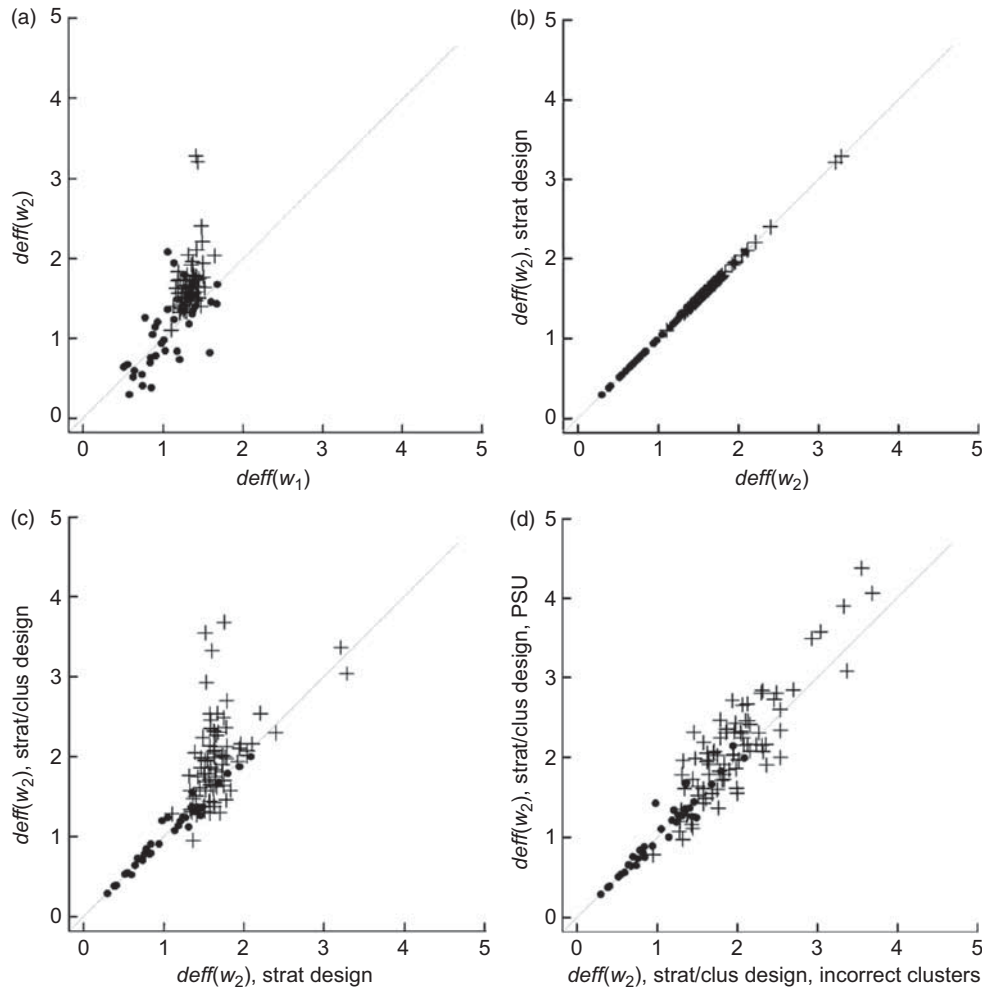 (a)
5
4
3
2
1
0
deff(w₂)
0 1 2 3 4 5
deff(w₁)
(b)
5
4
3
2
1
0
deff(w₂), strat design
0 1 2 3 4 5
deff(w₂)
(c)
5
4
3
2
1
0
deff(w₂), strat/clus design
0 1 2 3 4 5
deff(w₂), strat design
(d)
5
4
3
2
1
0
deff(w₂), strat/clus design, PSU
0 1 2 3 4 5
deff(w₂), strat/clus design, incorrect clusters